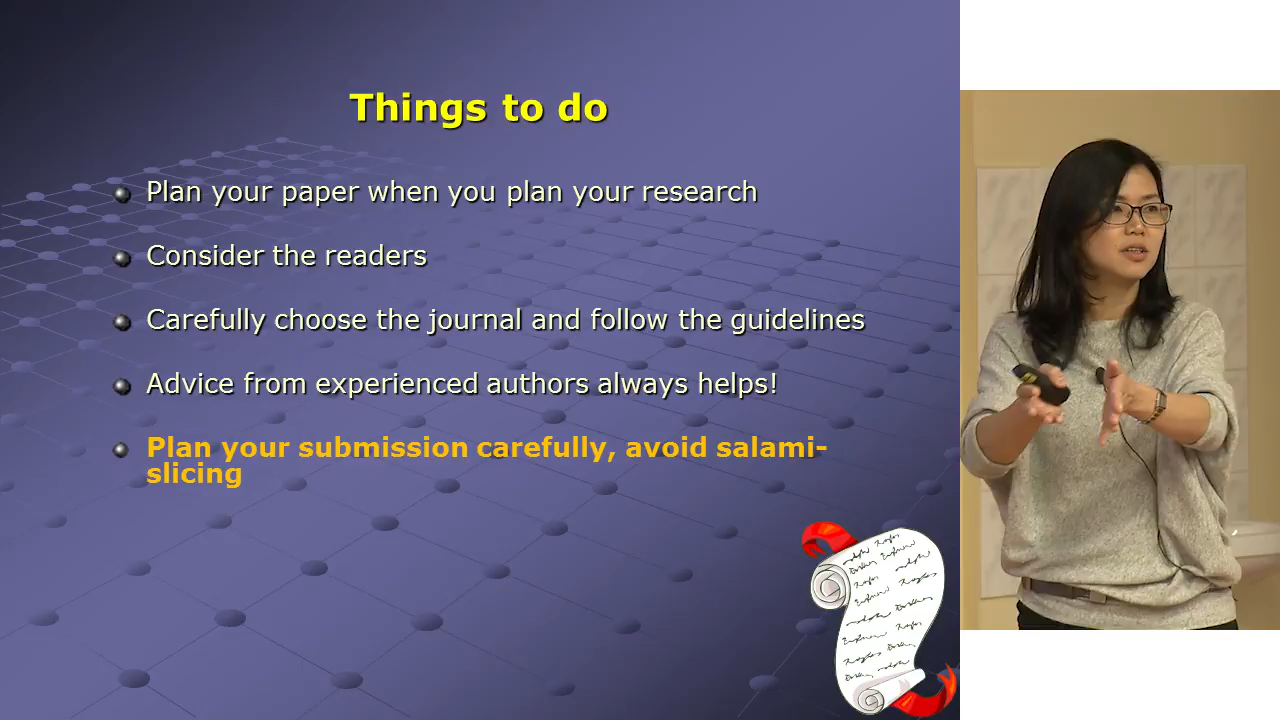 Things to do
Plan your paper when you plan your research
Consider the readers
Carefully choose the journal and follow the guidelines
Advice from experienced authors always helps!
Plan your submission carefully, avoid salami-
slicing